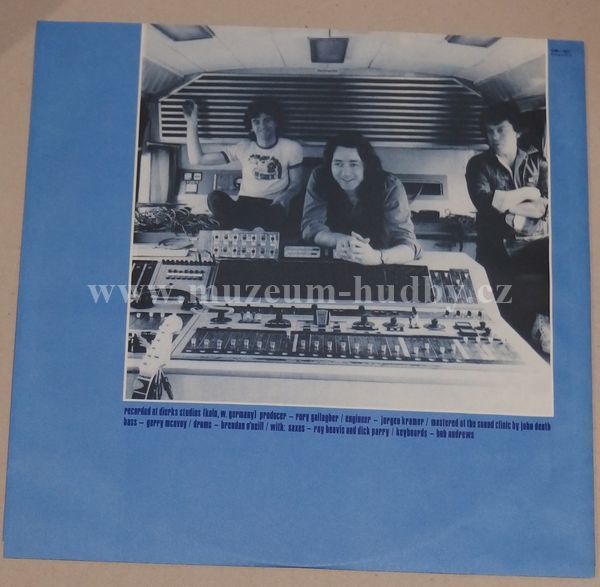 www.muzeum-hudby.cz
recorded at dierks studios (koln, w. germany) producer – rory gallagher / engineer – jorgen kramer / mastered at the sound clinic by john death
bass – gerry mcavoy / drums – brendan o'neill / with: saxes – ray beavis and dick parry / keyboards – bob andrews